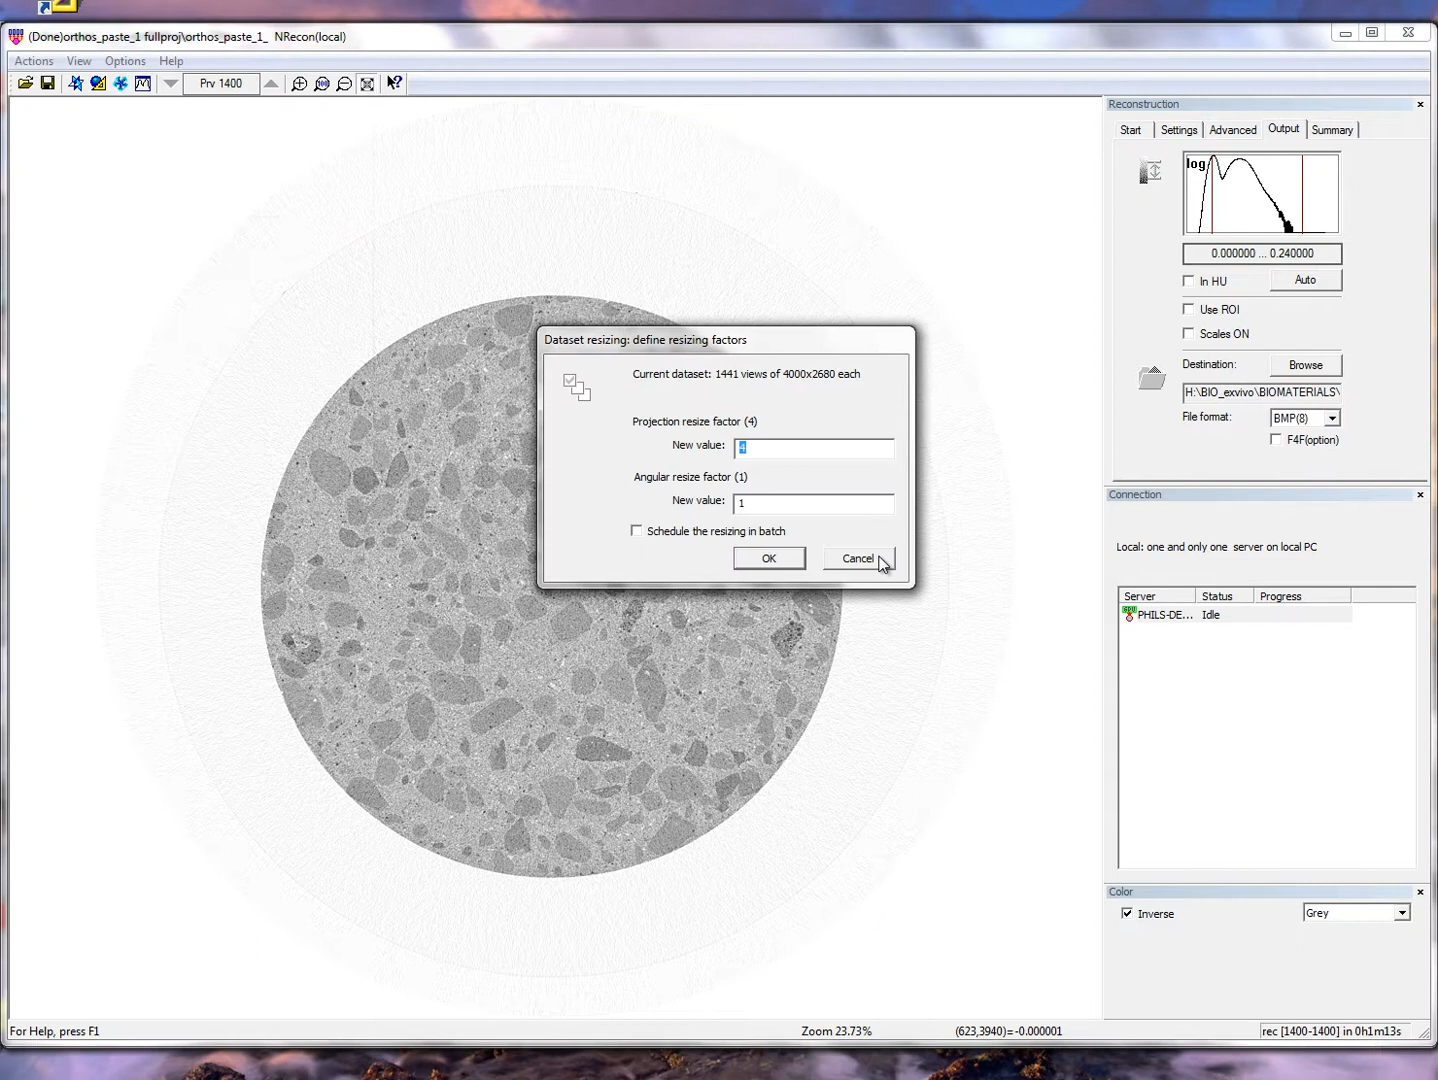 (Done)orthos_paste_1 fullproj\orthos_paste_1_ NRecon(local)
Actions View Options Help
Prv 1400
Dataset resizing: define resizing factors
Current dataset: 1441 views of 4000x2680 each
Projection resize factor (4)
New value: 4
Angular resize factor (1)
New value: 1
Schedule the resizing in batch
OK Cancel
Reconstruction
Start Settings Advanced Output Summary
log
0.000000 ... 0.240000
In HU Auto
Use ROI
Scales ON
Destination: Browse
H:\BIO_exvivo\BIOMATERIALS\
File format: BMP(8)
F4F(option)
Connection
Local: one and only one server on local PC
Server Status Progress
PHILS-DE... Idle
Color
Inverse Grey
For Help, press F1 Zoom 23.73% (623,3940)=-0.000001 rec [1400-1400] in 0h1m13s